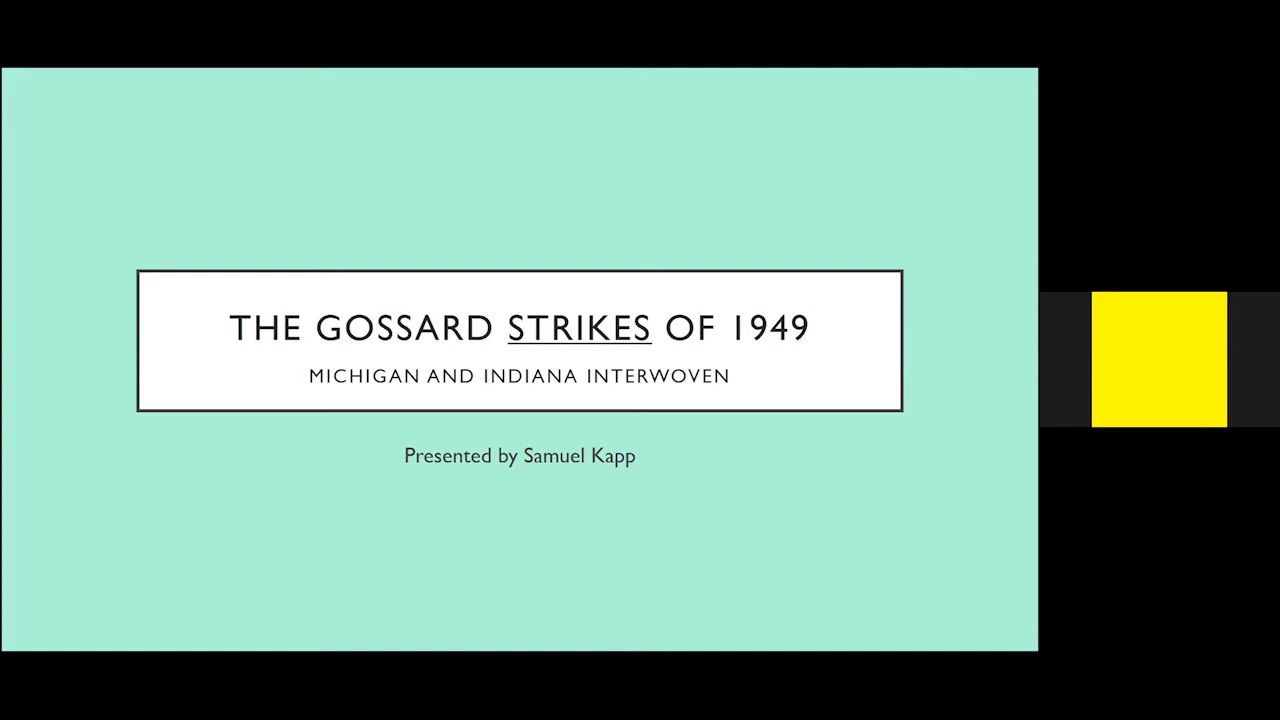 THE GOSSARD STRIKES OF 1949
MICHIGAN AND INDIANA INTERWOVEN
Presented by Samuel Kapp